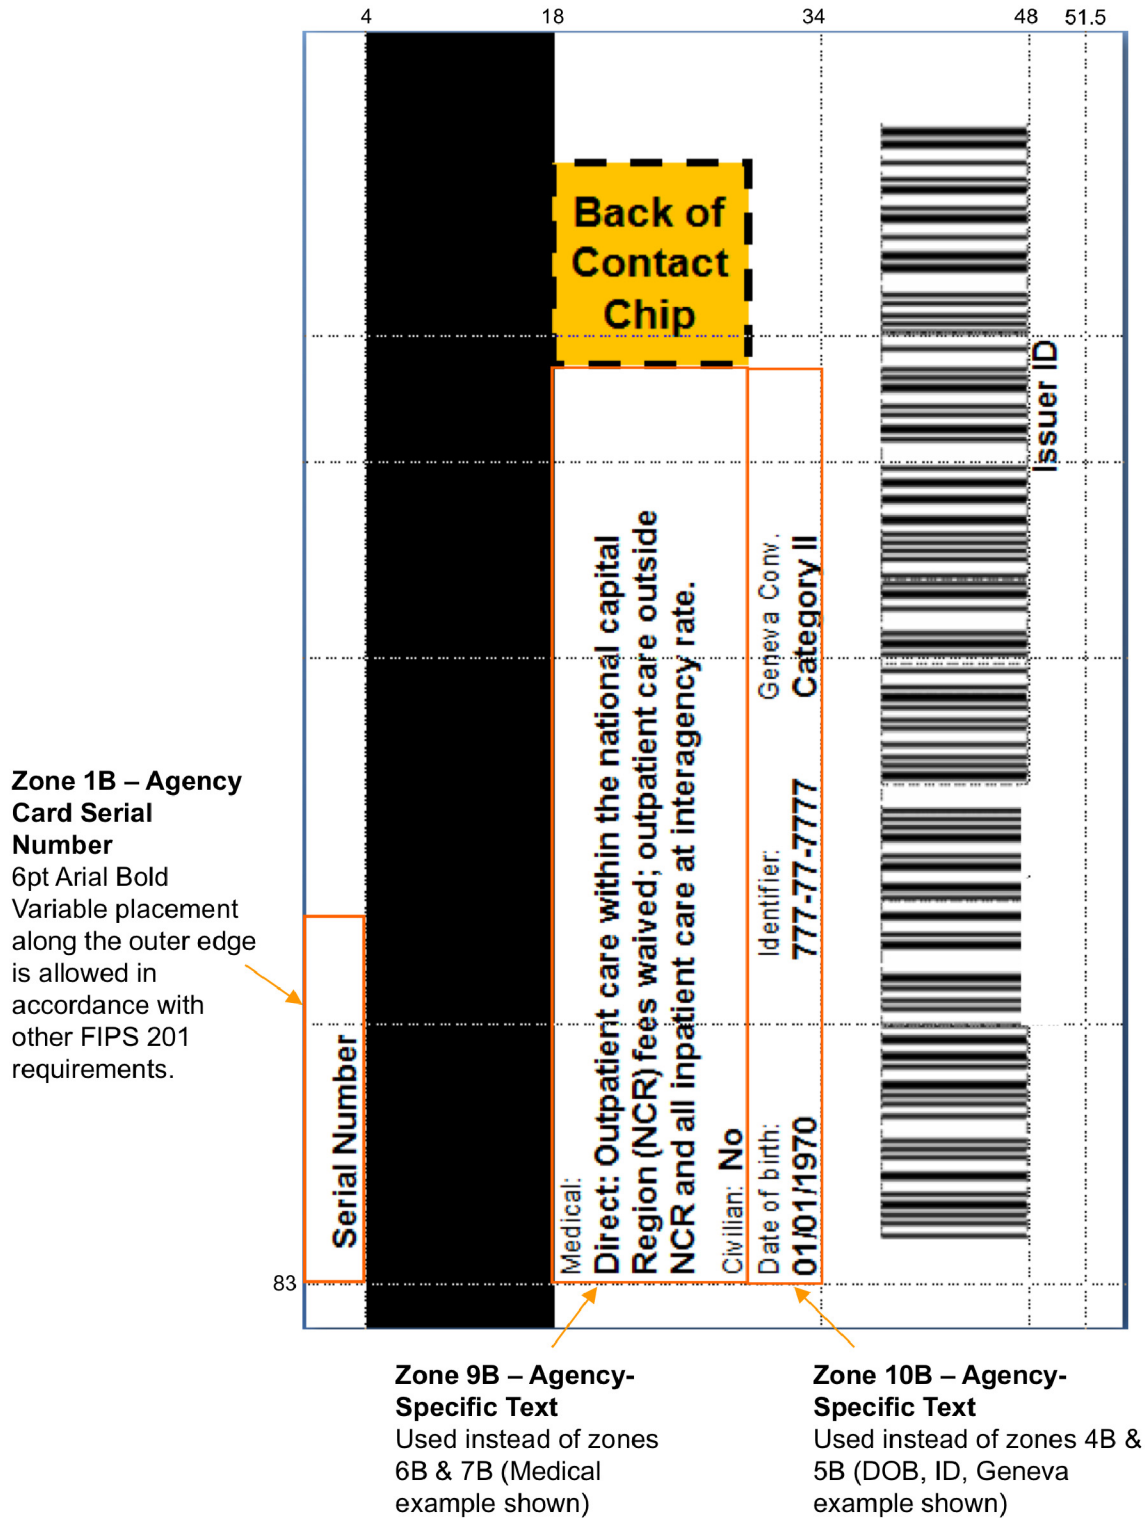 4
18
34
48
51.5
Back of
Contact
Chip
Issuer ID
Medical:
Direct: Outpatient care within the national capital
Region (NCR) fees waived; outpatient care outside
NCR and all inpatient care at interagency rate.
Civilian: No
Date of birth:
01/01/1970
Identifier:
777-77-7777
Geneva Conv.
Category II
Serial Number
83
Zone 1B – Agency
Card Serial
Number
6pt Arial Bold
Variable placement
along the outer edge
is allowed in
accordance with
other FIPS 201
requirements.
Zone 9B – Agency-
Specific Text
Used instead of zones
6B & 7B (Medical
example shown)
Zone 10B – Agency-
Specific Text
Used instead of zones 4B &
5B (DOB, ID, Geneva
example shown)